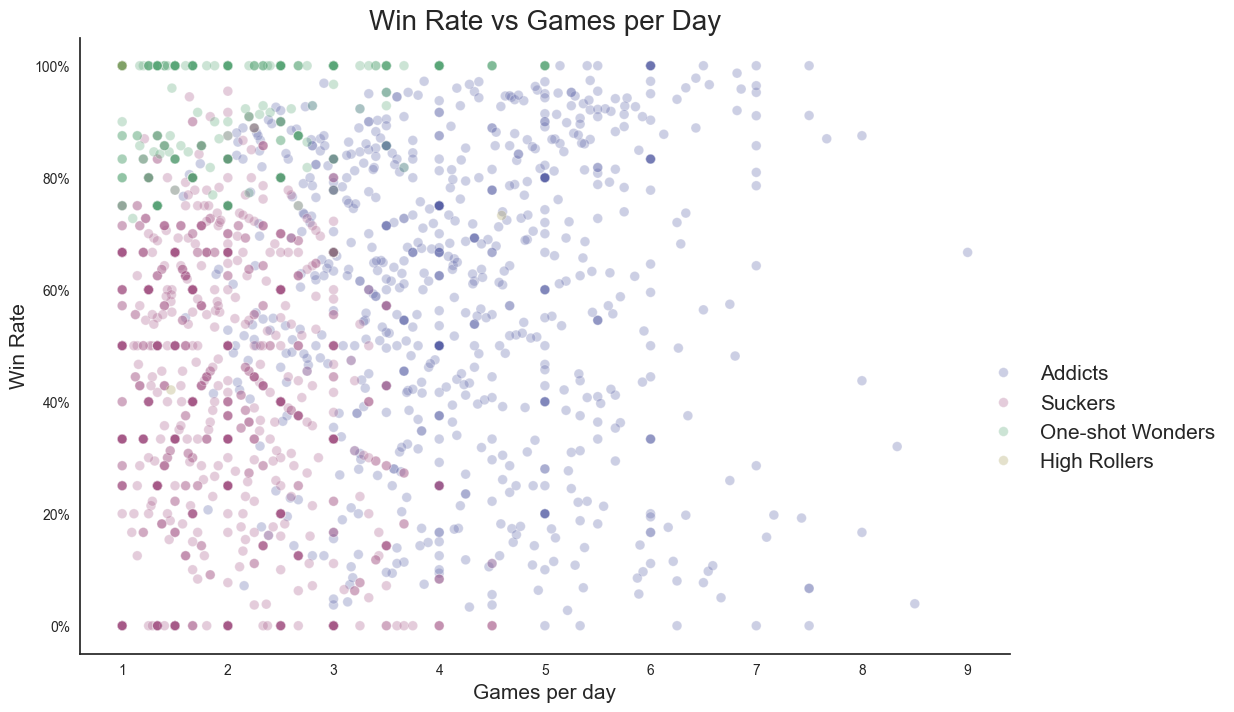 Win Rate vs Games per Day
Win Rate
100%
80%
60%
40%
20%
0%
1 2 3 4 5 6 7 8 9
Games per day
Addicts
Suckers
One-shot Wonders
High Rollers